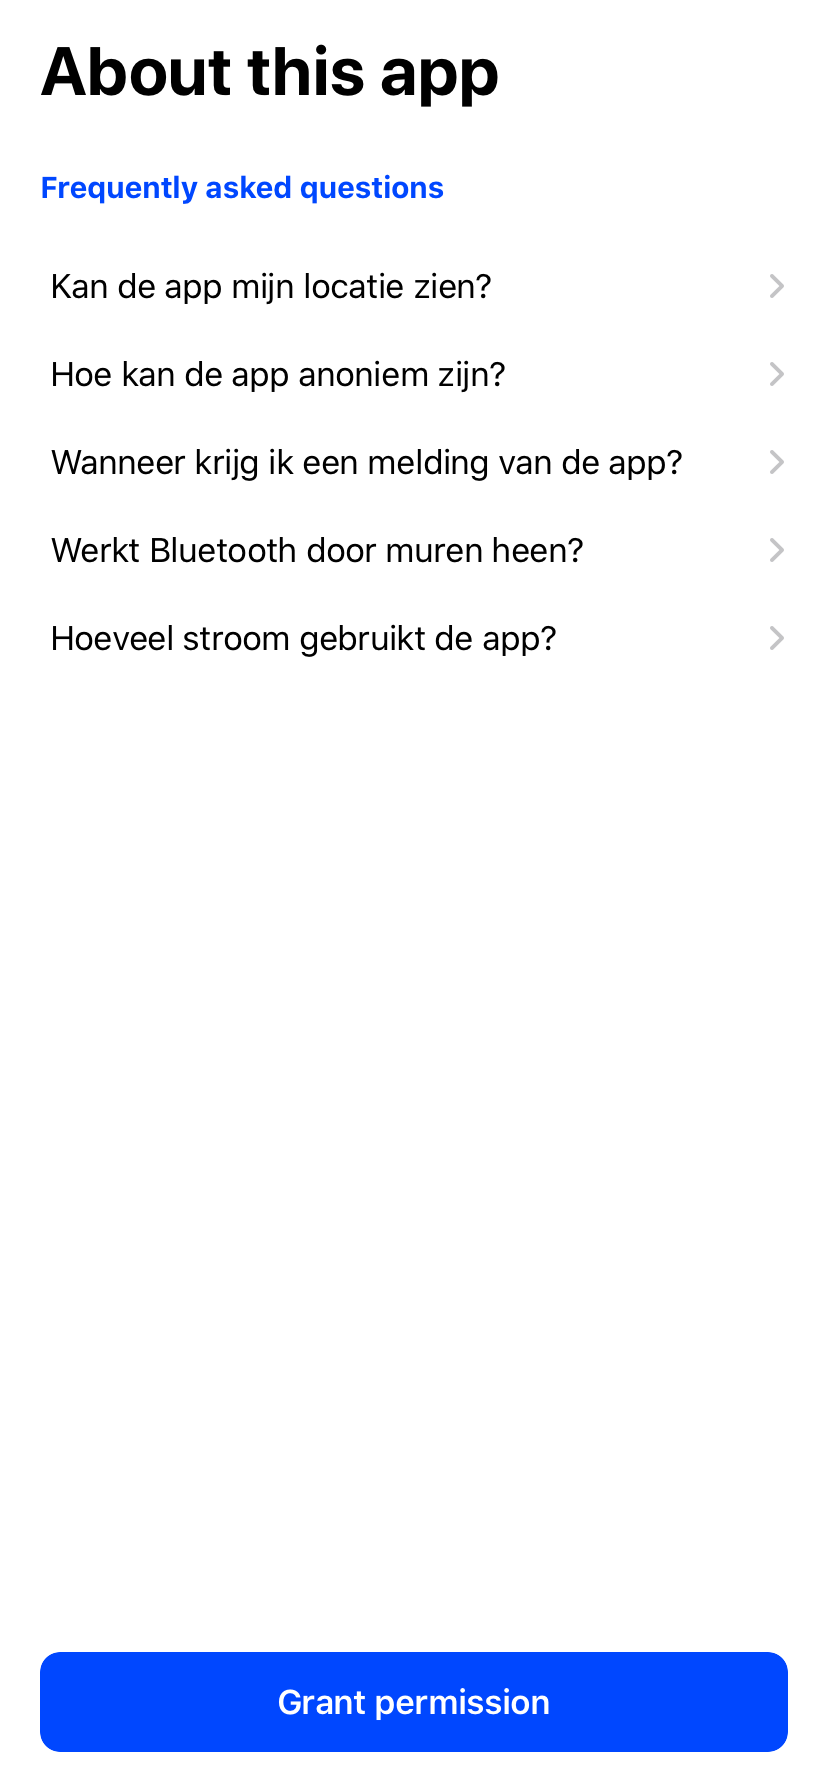 About this app
Frequently asked questions
Kan de app mijn locatie zien?
Hoe kan de app anoniem zijn?
Wanneer krijg ik een melding van de app?
Werkt Bluetooth door muren heen?
Hoeveel stroom gebruikt de app?
Grant permission